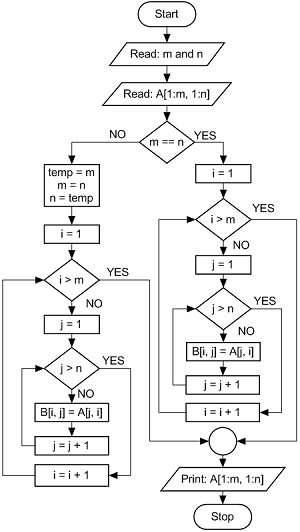 Start
Read: m and n
Read: A[1:m, 1:n]
m == n
NO
YES
temp = m
m = n
n = temp
i = 1
i > m
YES
NO
j = 1
j > n
YES
NO
B[i, j] = A[j, i]
j = j + 1
i = i + 1
i = 1
i > m
YES
NO
j = 1
j > n
YES
NO
B[i, j] = A[j, i]
j = j + 1
i = i + 1
Print: A[1:m, 1:n]
Stop